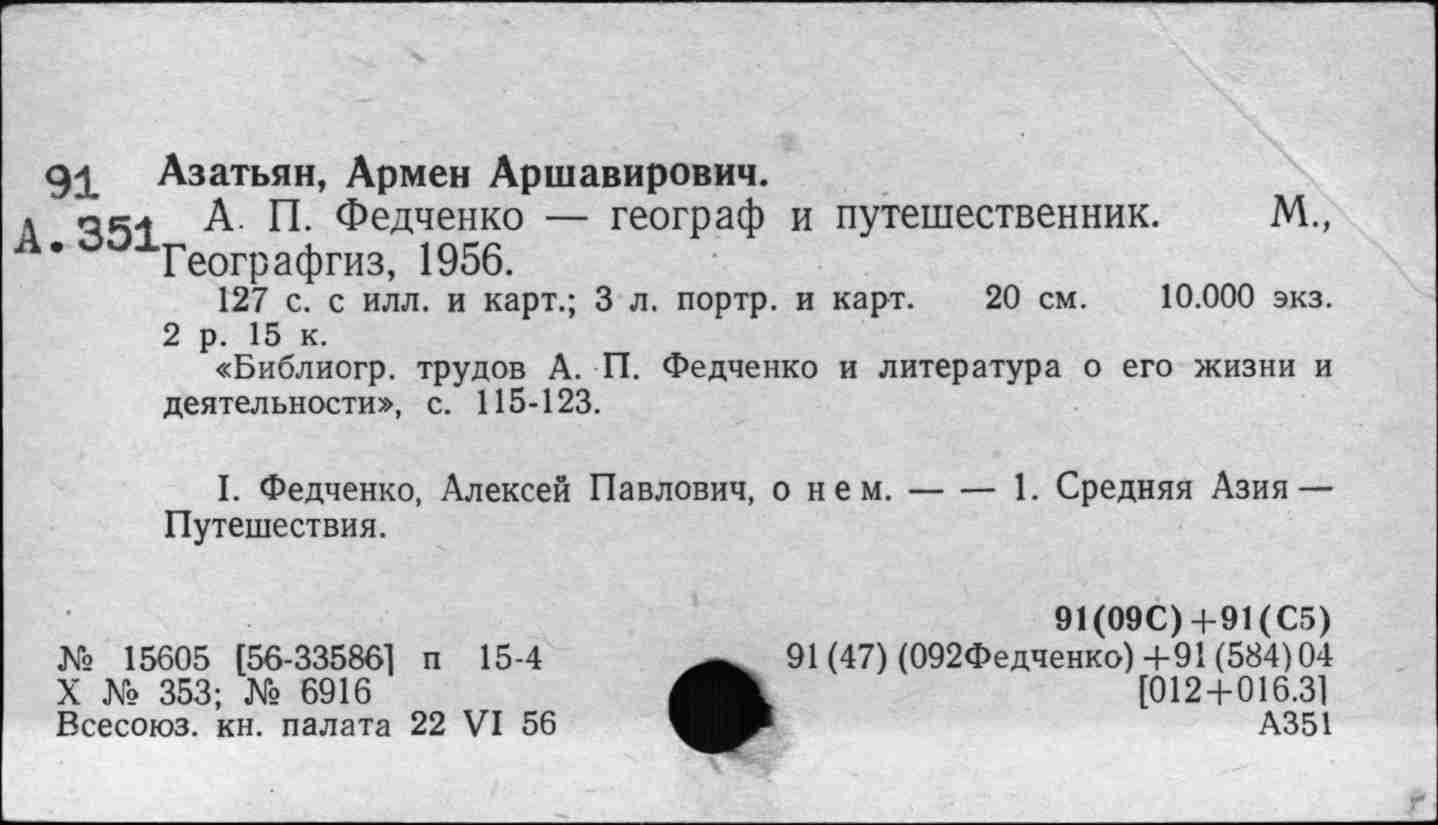 91 Азатьян, Армен Аршавирович.
А.351 А. П. Федченко — географ и путешественник. М.,
Географгиз, 1956.
127 с. с илл. и карт.; 3 л. портр. и карт. 20 см. 10.000 экз.
2 р. 15 к.
«Библиогр. трудов А. П. Федченко и литература о его жизни и
деятельности», с. 115-123.
I. Федченко, Алексей Павлович, о нем. — — 1. Средняя Азия —
Путешествия.
91(09С)+91(С5)
№ 15605 [56-33586] п 15-4 91(47)(092Федченко)+91(584)04
X № 353; № 6916 [012+016.3]
Всесоюз. кн. палата 22 VI 56 А351